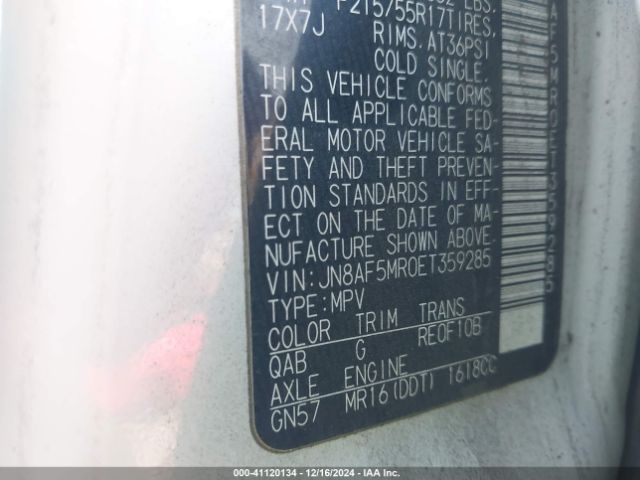 P215/55R17TIRES,
17X7J RIMS. AT36PSI
COLD SINGLE.
THIS VEHICLE CONFORMS
TO ALL APPLICABLE FED-
ERAL MOTOR VEHICLE SA-
FETY AND THEFT PREVEN-
TION STANDARDS IN EFF-
ECT ON THE DATE OF MA-
NUFACTURE SHOWN ABOVE.
VIN:JN8AF5MR0ET359285
TYPE:MPV
COLOR TRIM TRANS
QAB G RE0F10B
AXLE ENGINE
GN57 MR16(DDT) 1618CC
000-41120134 - 12/16/2024 - IAA Inc.